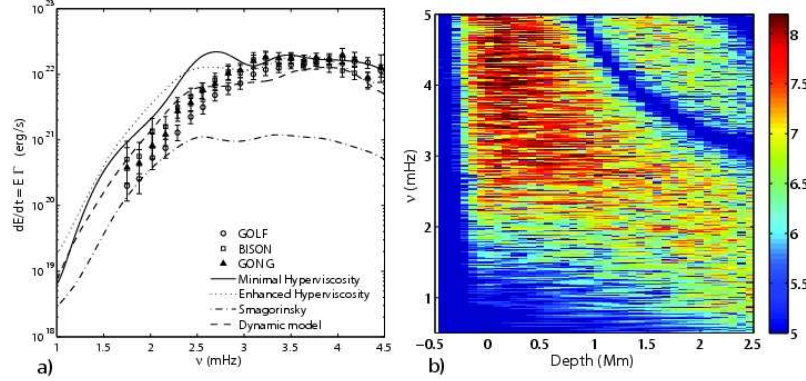 10^23
10^22
10^21
10^20
10^19
10^18
dE/dt = E Γ (erg/s)
GOLF
BISON
GONG
Minimal Hyperviscosity
Enhanced Hyperviscosity
Smagorinsky
Dynamic model
1 1.5 2 2.5 3 3.5 4 4.5
ν (mHz)
a)
5
4
3
2
1
ν (mHz)
−0.5 0 0.5 1.0 1.5 2.0 2.5
Depth (Mm)
b)
8
7.5
7
6.5
6
5.5
5